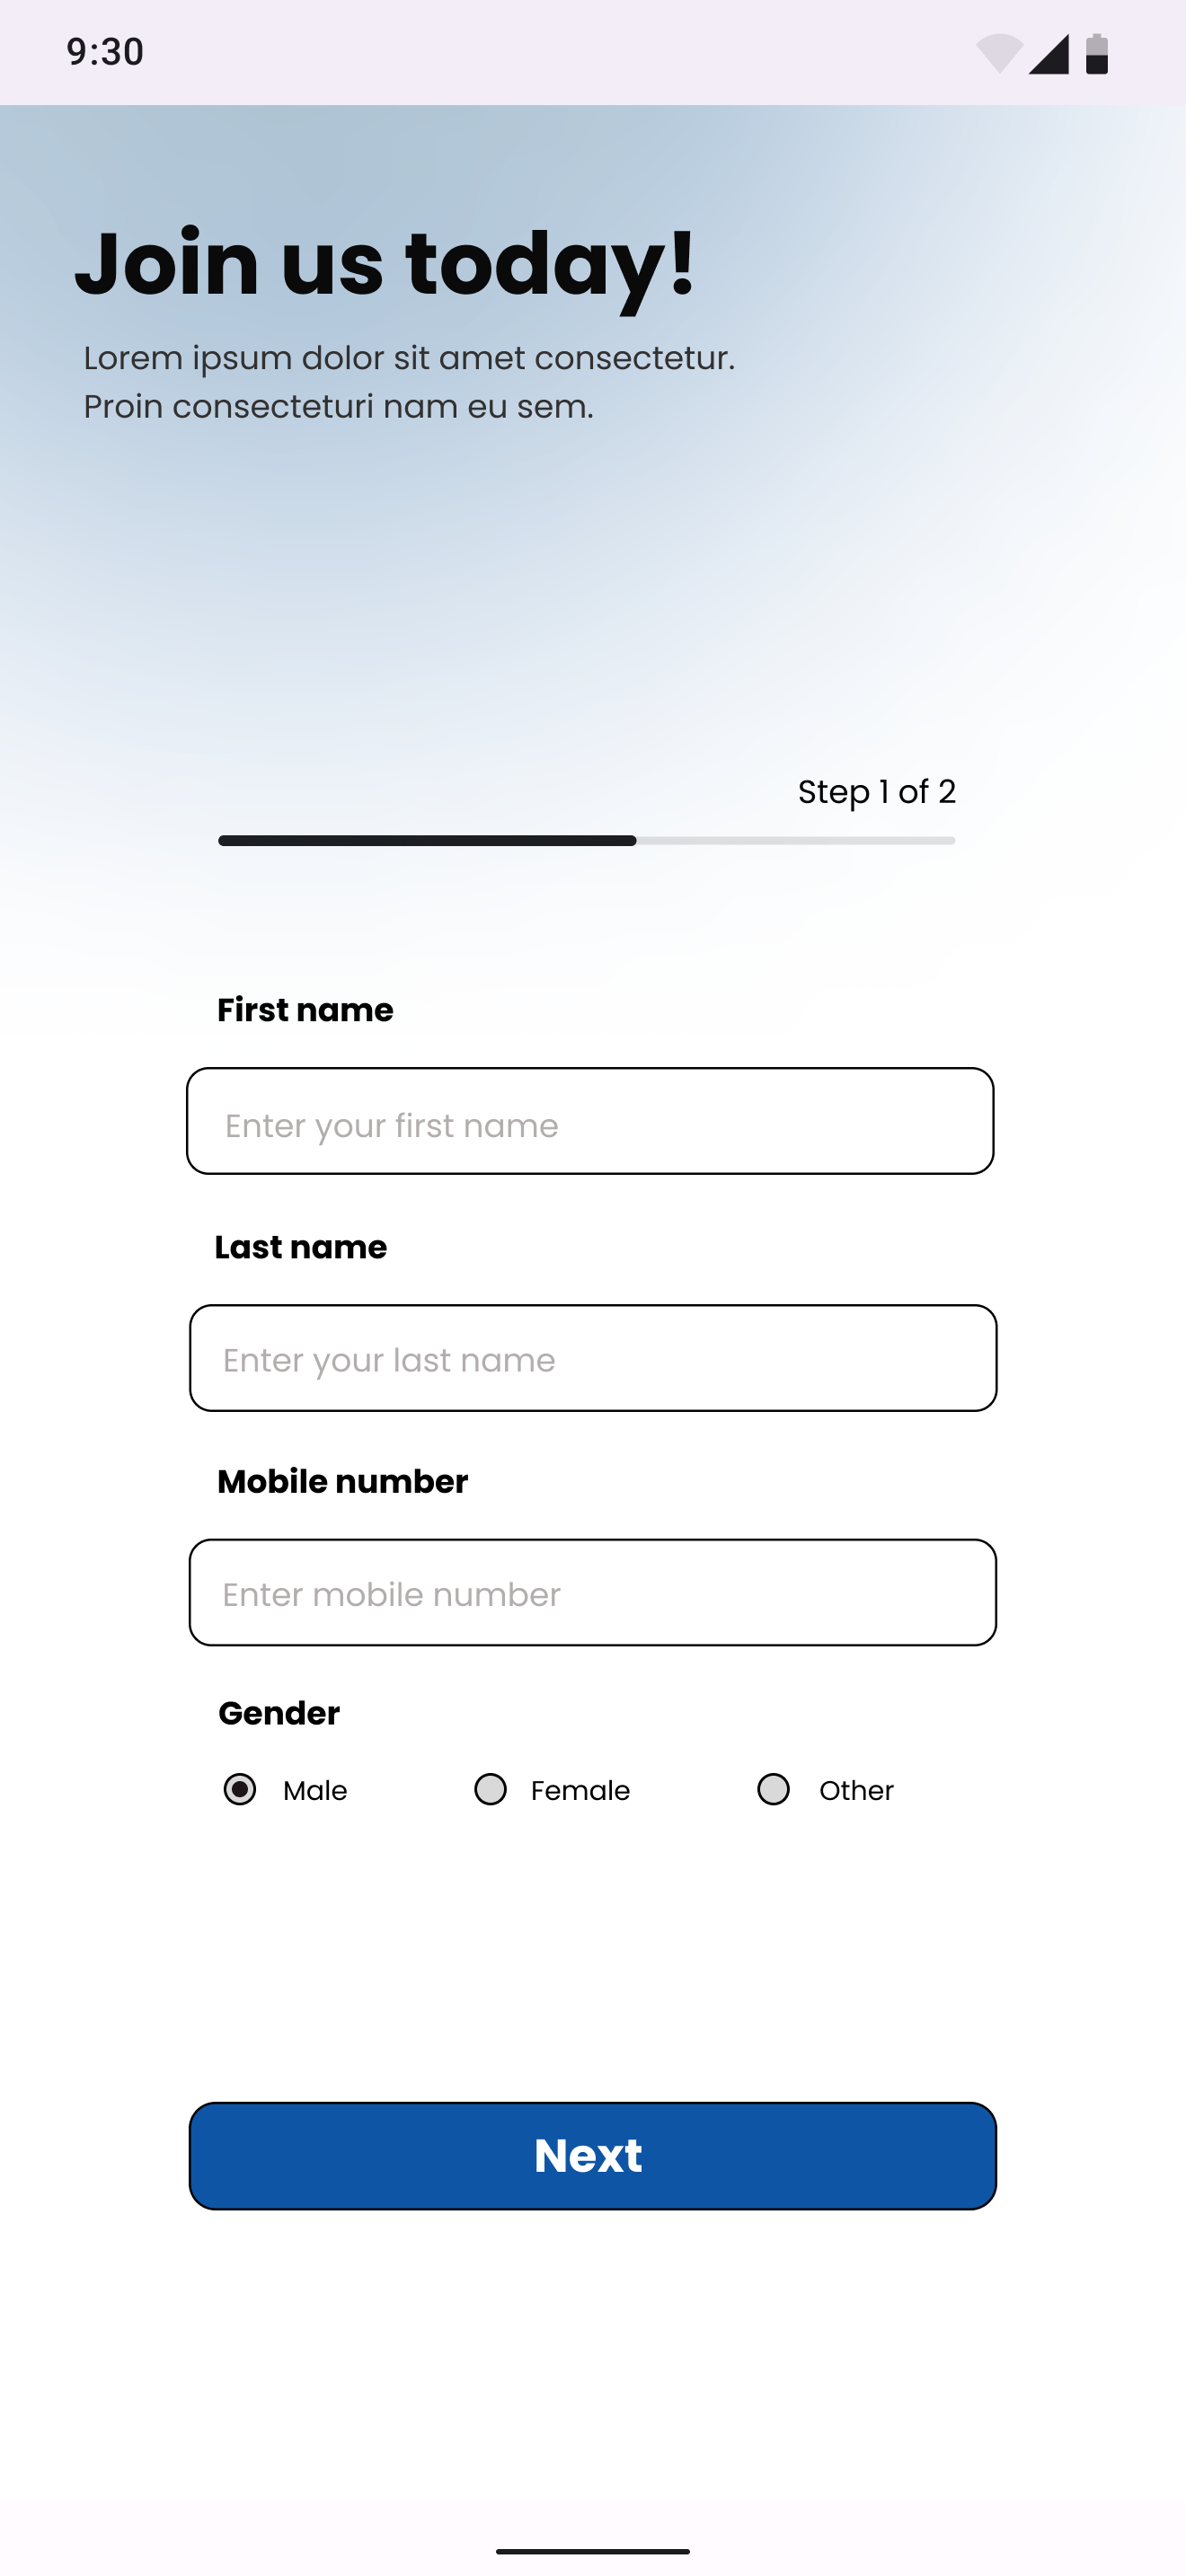 9:30
Join us today!
Lorem ipsum dolor sit amet consectetur.
Proin consecteturi nam eu sem.
Step 1 of 2
First name
Enter your first name
Last name
Enter your last name
Mobile number
Enter mobile number
Gender
Male Female Other
Next